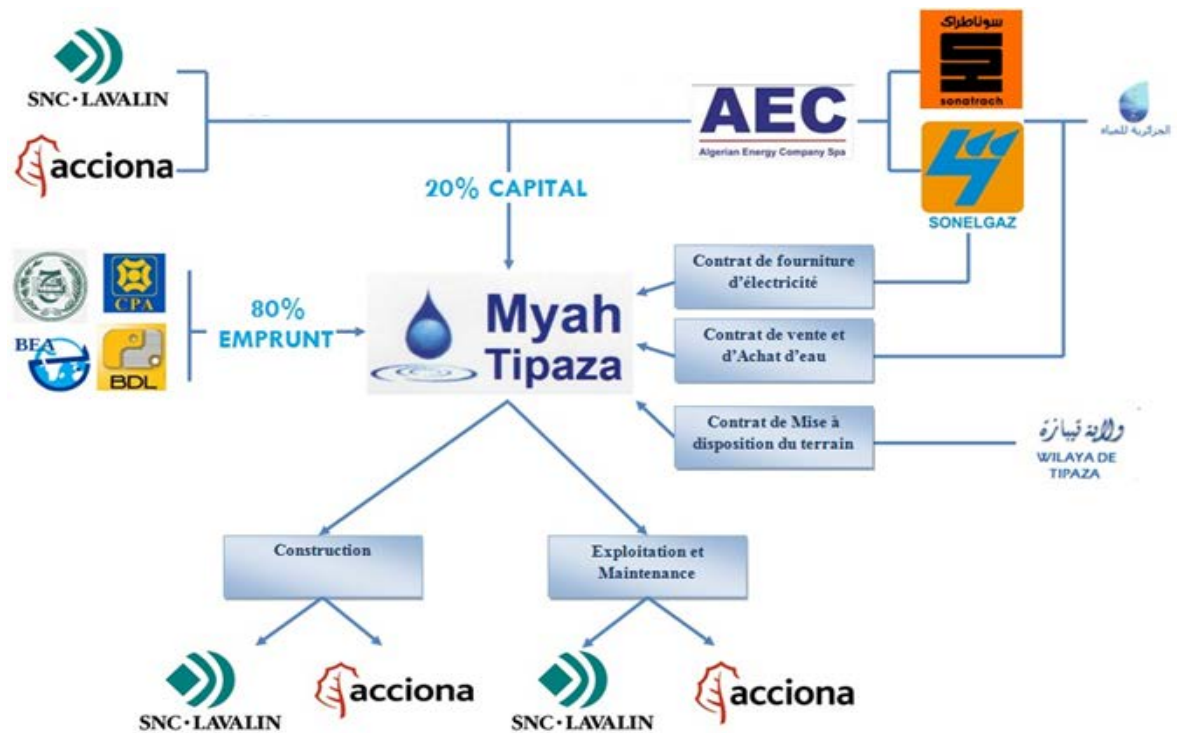 SNC·LAVALIN
acciona
AEC
Algerian Energy Company Spa
سوناطراك
sonatrach
SONELGAZ
الجزائرية للمياه
20% CAPITAL
CPA
BEA
BDL
80%
EMPRUNT
Myah
Tipaza
Contrat de fourniture
d'électricité
Contrat de vente et
d'Achat d'eau
Contrat de Mise à
disposition du terrain
ولاية تيبازة
WILAYA DE
TIPAZA
Construction
Exploitation et
Maintenance
SNC·LAVALIN
acciona
SNC·LAVALIN
acciona